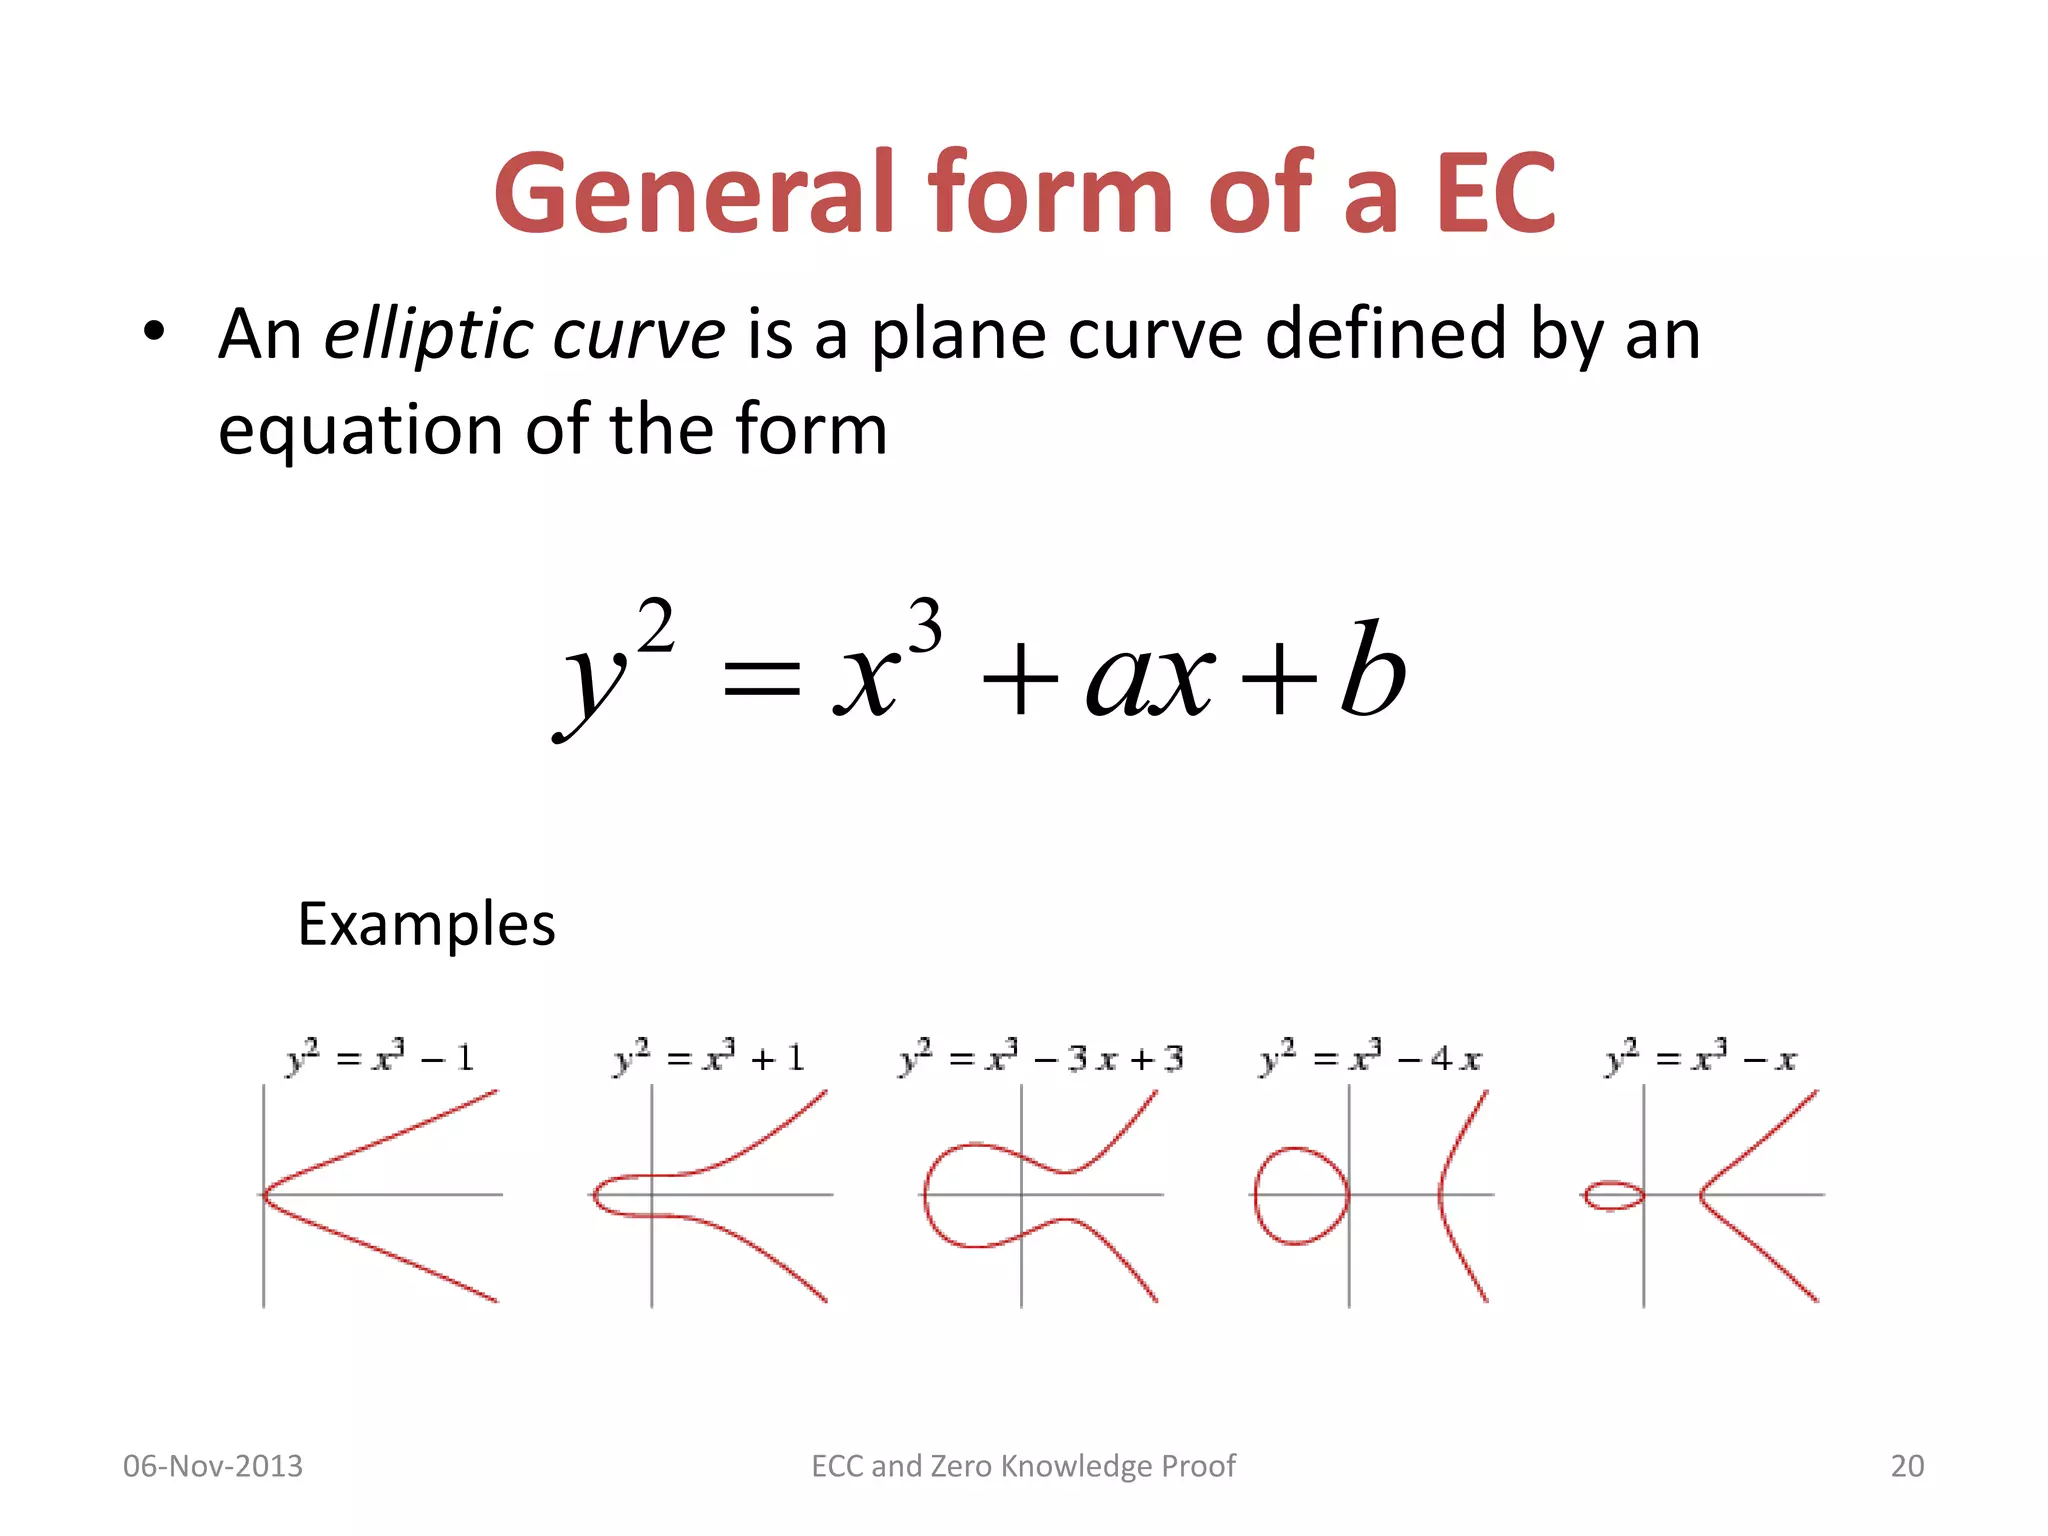 General form of a EC
• An elliptic curve is a plane curve defined by an
equation of the form
y² = x³ + ax + b
Examples
y² = x³ − 1
y² = x³ + 1
y² = x³ − 3 x + 3
y² = x³ − 4 x
y² = x³ − x
06-Nov-2013
ECC and Zero Knowledge Proof
20